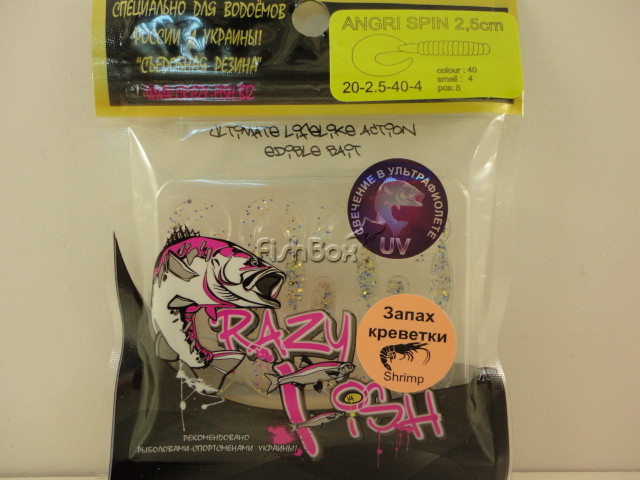 СПЕЦИАЛЬНО ДЛЯ ВОДОЁМОВ
РОССИИ И УКРАИНЫ!
"СЪЕДОБНАЯ РЕЗИНА"
ANGRI SPIN 2,5cm
20-2.5-40-4
colour : 40
smell : 4
pcs: 8
ULTIMATE LIFELIKE ACTION
EDIBLE BAIT
СВЕЧЕНИЕ В УЛЬТРАФИОЛЕТЕ
UV
FishBox
CRAZY
FISH
Запах
креветки
Shrimp
РЕКОМЕНДОВАНО
РЫБОЛОВАМИ-СПОРТСМЕНАМИ УКРАИНЫ!